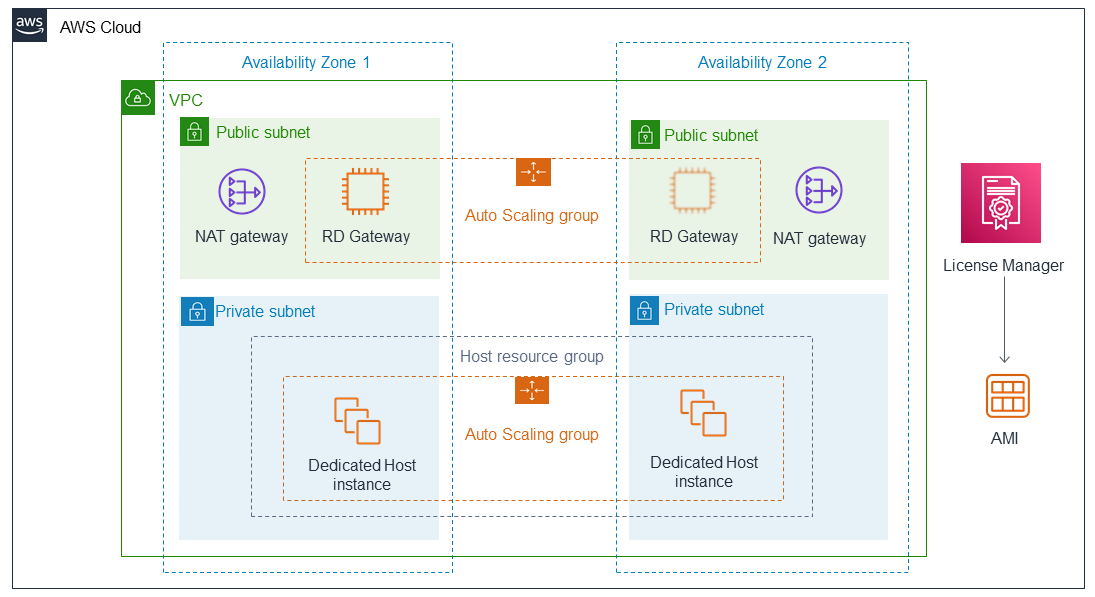 aws
AWS Cloud
Availability Zone 1
Availability Zone 2
VPC
Public subnet
Public subnet
Auto Scaling group
NAT gateway
RD Gateway
RD Gateway
NAT gateway
License Manager
Private subnet
Private subnet
Host resource group
Auto Scaling group
AMI
Dedicated Host
instance
Dedicated Host
instance